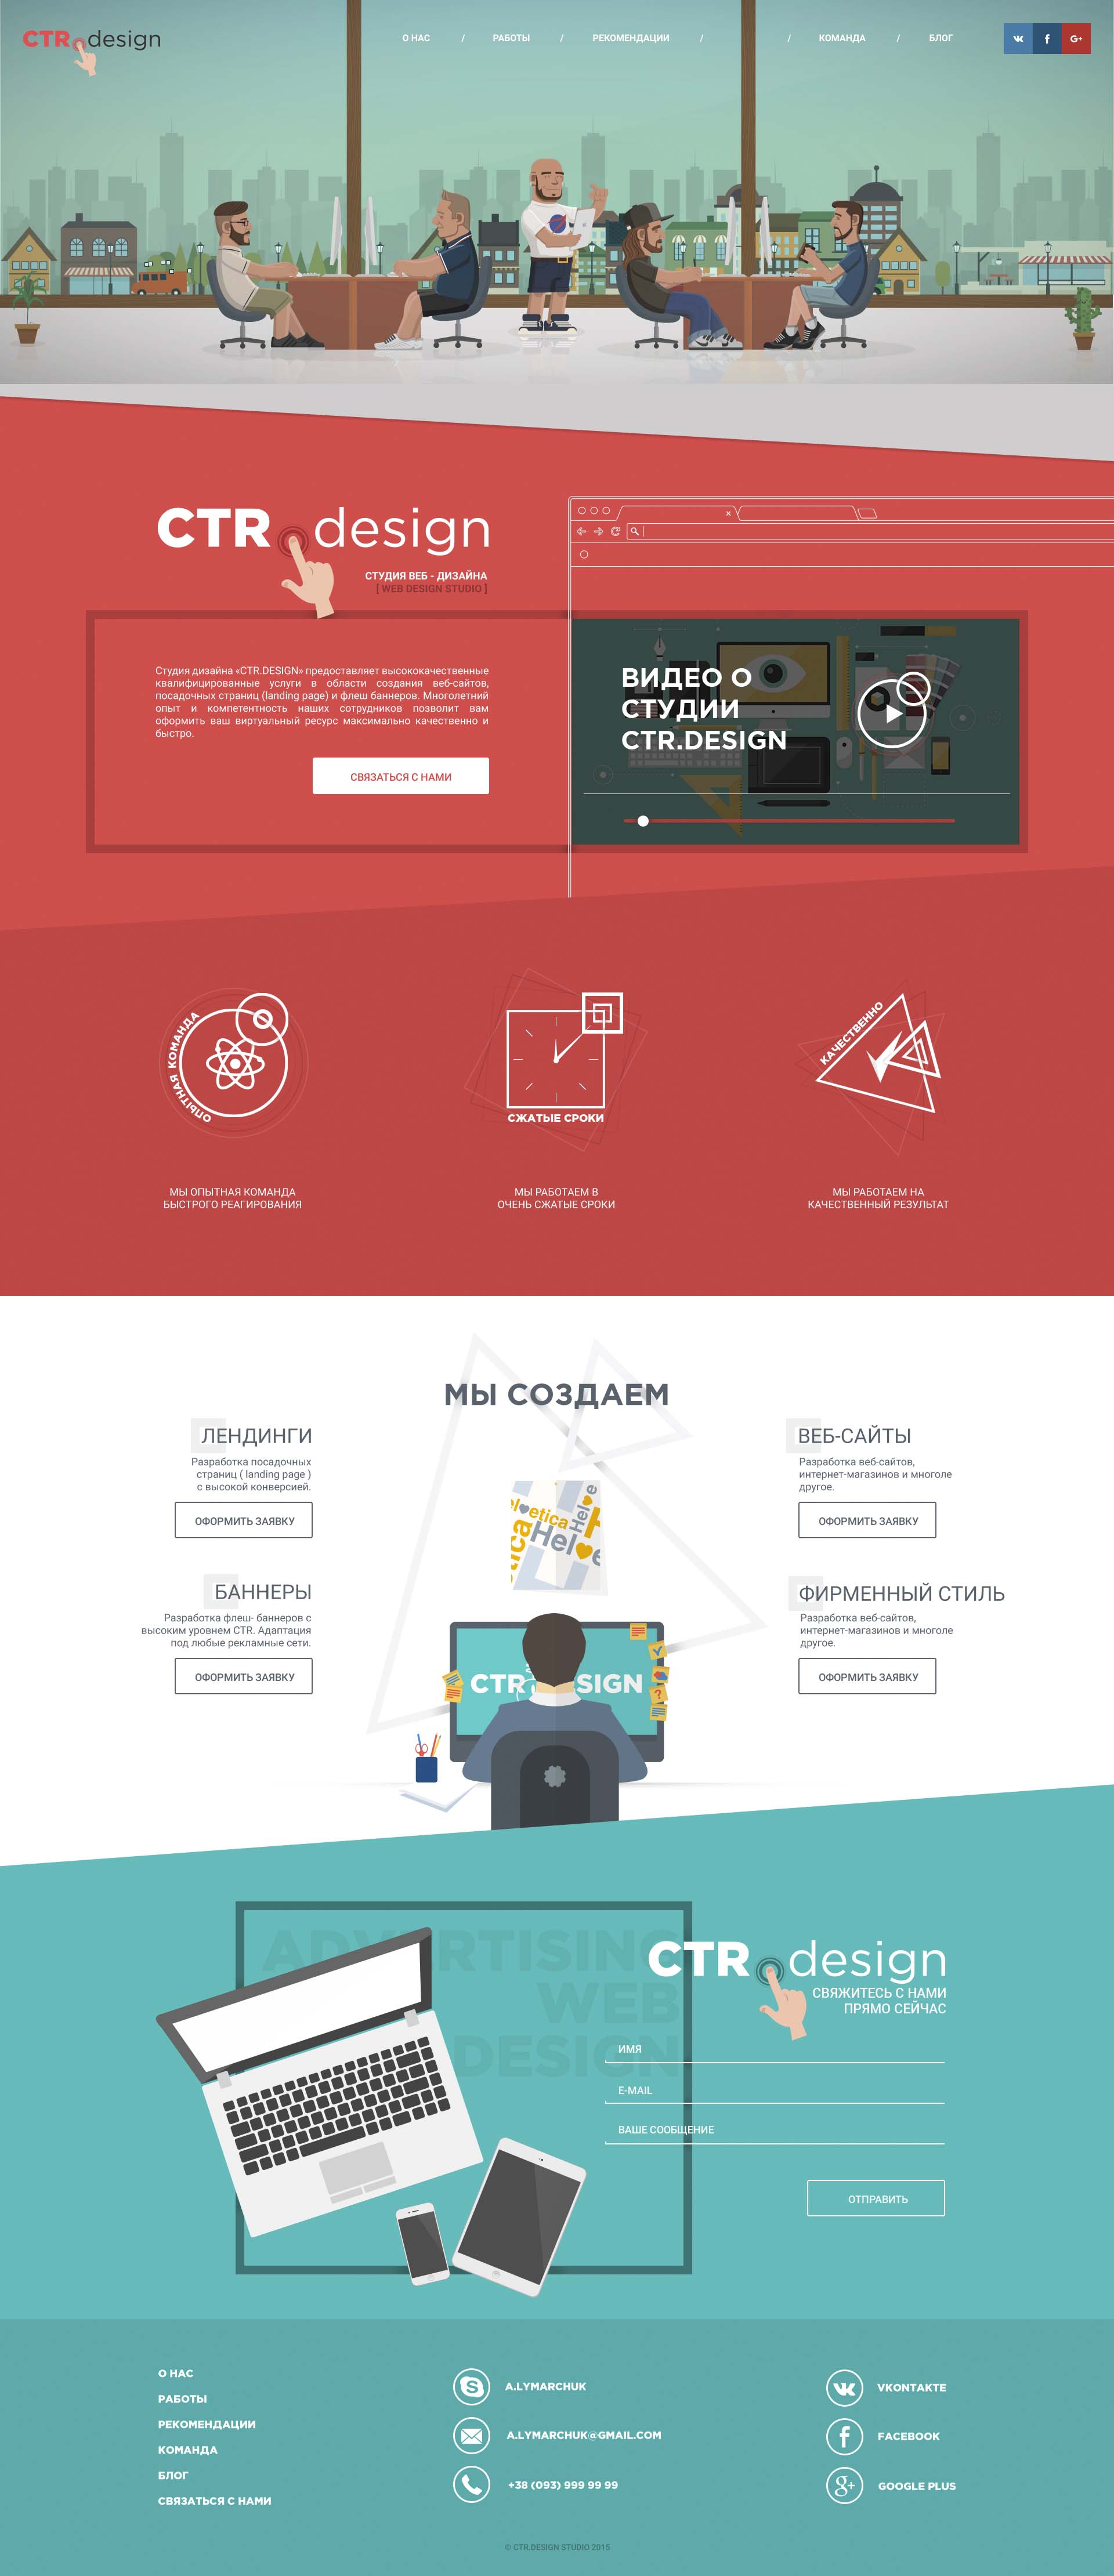 CTR design
О НАС / РАБОТЫ / РЕКОМЕНДАЦИИ / / КОМАНДА / БЛОГ
CTR design
СТУДИЯ ВЕБ - ДИЗАЙНА
[ WEB DESIGN STUDIO ]
Студия дизайна «CTR.DESIGN» предоставляет высококачественные
квалифицированные услуги в области создания веб-сайтов,
посадочных страниц (landing page) и флеш баннеров. Многолетний
опыт и компетентность наших сотрудников позволит вам
оформить ваш виртуальный ресурс максимально качественно и
быстро.
СВЯЗАТЬСЯ С НАМИ
ВИДЕО О
СТУДИИ
CTR.DESIGN
ОПЫТНАЯ КОМАНДА
СЖАТЫЕ СРОКИ
КАЧЕСТВЕННО
МЫ ОПЫТНАЯ КОМАНДА
БЫСТРОГО РЕАГИРОВАНИЯ
МЫ РАБОТАЕМ В
ОЧЕНЬ СЖАТЫЕ СРОКИ
МЫ РАБОТАЕМ НА
КАЧЕСТВЕННЫЙ РЕЗУЛЬТАТ
МЫ СОЗДАЕМ
ЛЕНДИНГИ
Разработка посадочных
страниц ( landing page )
с высокой конверсией.
ОФОРМИТЬ ЗАЯВКУ
ВЕБ-САЙТЫ
Разработка веб-сайтов,
интернет-магазинов и многоле
другое.
ОФОРМИТЬ ЗАЯВКУ
БАННЕРЫ
Разработка флеш- баннеров с
высоким уровнем CTR. Адаптация
под любые рекламные сети.
ОФОРМИТЬ ЗАЯВКУ
ФИРМЕННЫЙ СТИЛЬ
Разработка веб-сайтов,
интернет-магазинов и многоле
другое.
ОФОРМИТЬ ЗАЯВКУ
CTR SIGN
WEB
DESIGN
CTR design
СВЯЖИТЕСЬ С НАМИ
ПРЯМО СЕЙЧАС
ИМЯ
E-MAIL
ВАШЕ СООБЩЕНИЕ
ОТПРАВИТЬ
О НАС
РАБОТЫ
РЕКОМЕНДАЦИИ
КОМАНДА
БЛОГ
СВЯЗАТЬСЯ С НАМИ
A.LYMARCHUK
A.LYMARCHUK@GMAIL.COM
+38 (093) 999 99 99
VKONTAKTE
FACEBOOK
GOOGLE PLUS
© CTR.DESIGN STUDIO 2015